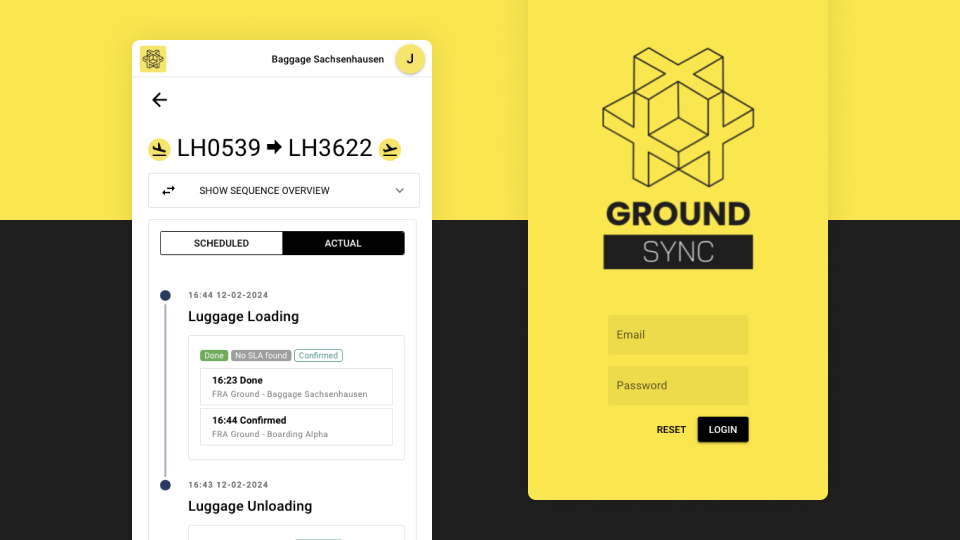 Baggage Sachsenhausen
J
LH0539 ➡ LH3622
SHOW SEQUENCE OVERVIEW
SCHEDULED
ACTUAL
16:44 12-02-2024
Luggage Loading
Done
No SLA found
Confirmed
16:23 Done
FRA Ground - Baggage Sachsenhausen
16:44 Confirmed
FRA Ground - Boarding Alpha
16:43 12-02-2024
Luggage Unloading
GROUND
SYNC
Email
Password
RESET
LOGIN